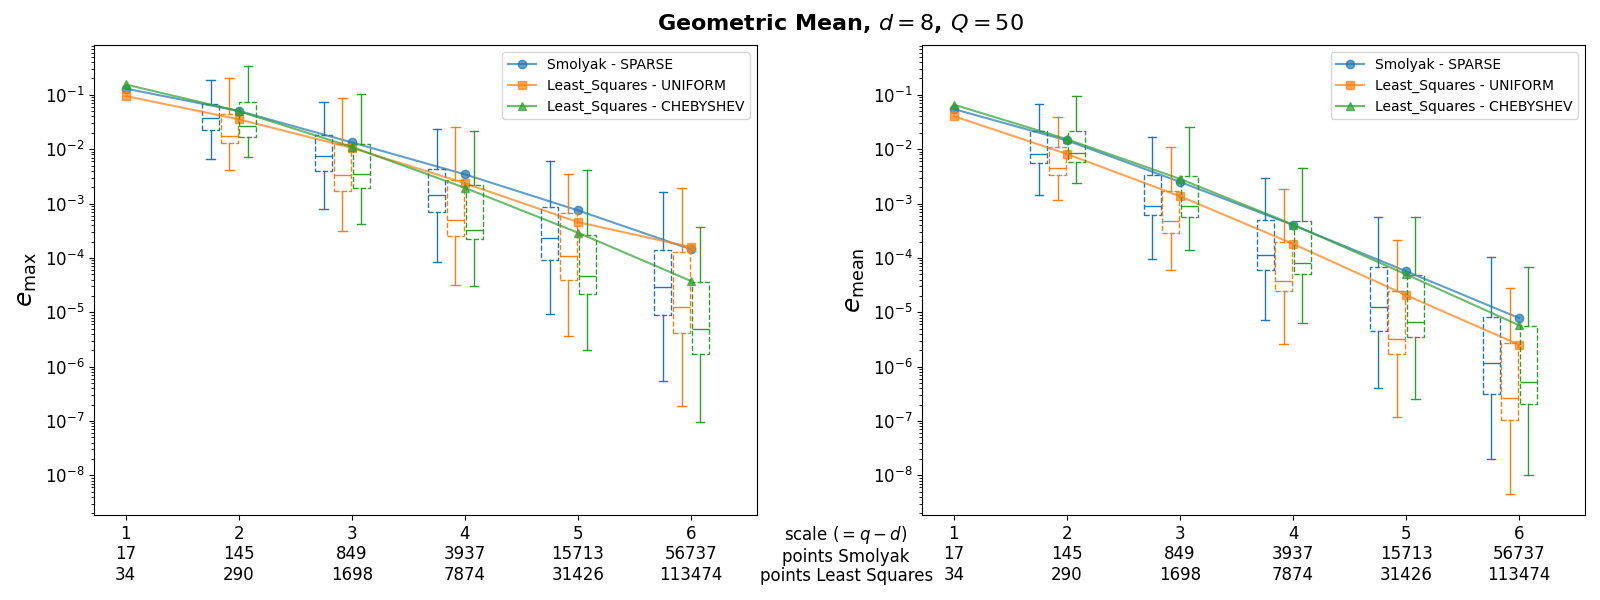 Geometric Mean, d = 8, Q = 50
Smolyak - SPARSE
Least_Squares - UNIFORM
Least_Squares - CHEBYSHEV
10⁻¹
10⁻²
10⁻³
10⁻⁴
10⁻⁵
10⁻⁶
10⁻⁷
10⁻⁸
e_max
1 2 3 4 5 6
17 145 849 3937 15713 56737
34 290 1698 7874 31426 113474
scale (= q − d)
points Smolyak
points Least Squares
Smolyak - SPARSE
Least_Squares - UNIFORM
Least_Squares - CHEBYSHEV
10⁻¹
10⁻²
10⁻³
10⁻⁴
10⁻⁵
10⁻⁶
10⁻⁷
10⁻⁸
e_mean
1 2 3 4 5 6
17 145 849 3937 15713 56737
34 290 1698 7874 31426 113474